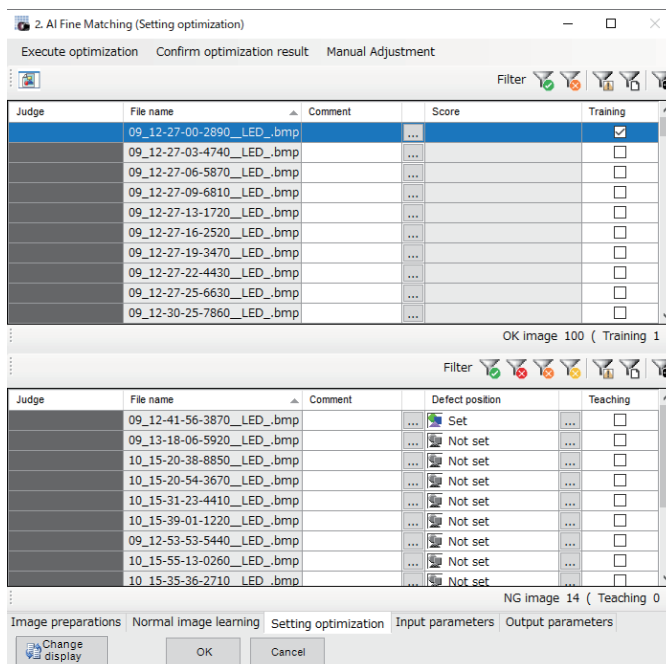 2. AI Fine Matching (Setting optimization)
Execute optimization Confirm optimization result Manual Adjustment
Filter
Judge File name Comment Score Training
09_12-27-00-2890__LED_.bmp ...
09_12-27-03-4740__LED_.bmp ...
09_12-27-06-5870__LED_.bmp ...
09_12-27-09-6810__LED_.bmp ...
09_12-27-13-1720__LED_.bmp ...
09_12-27-16-2520__LED_.bmp ...
09_12-27-19-3470__LED_.bmp ...
09_12-27-22-4430__LED_.bmp ...
09_12-27-25-6630__LED_.bmp ...
09_12-30-25-7860__LED_.bmp ...
OK image 100 ( Training 1
Filter
Judge File name Comment Defect position Teaching
09_12-41-56-3870__LED_.bmp ... Set ...
09_13-18-06-5920__LED_.bmp ... Not set ...
10_15-20-38-8850__LED_.bmp ... Not set ...
10_15-20-54-3670__LED_.bmp ... Not set ...
10_15-31-23-4410__LED_.bmp ... Not set ...
10_15-39-01-1220__LED_.bmp ... Not set ...
09_12-53-53-5440__LED_.bmp ... Not set ...
10_15-55-13-0260__LED_.bmp ... Not set ...
10_15-35-36-2710__LED_.bmp ... Not set ...
NG image 14 ( Teaching 0
Image preparations Normal image learning Setting optimization Input parameters Output parameters
Change
display OK Cancel